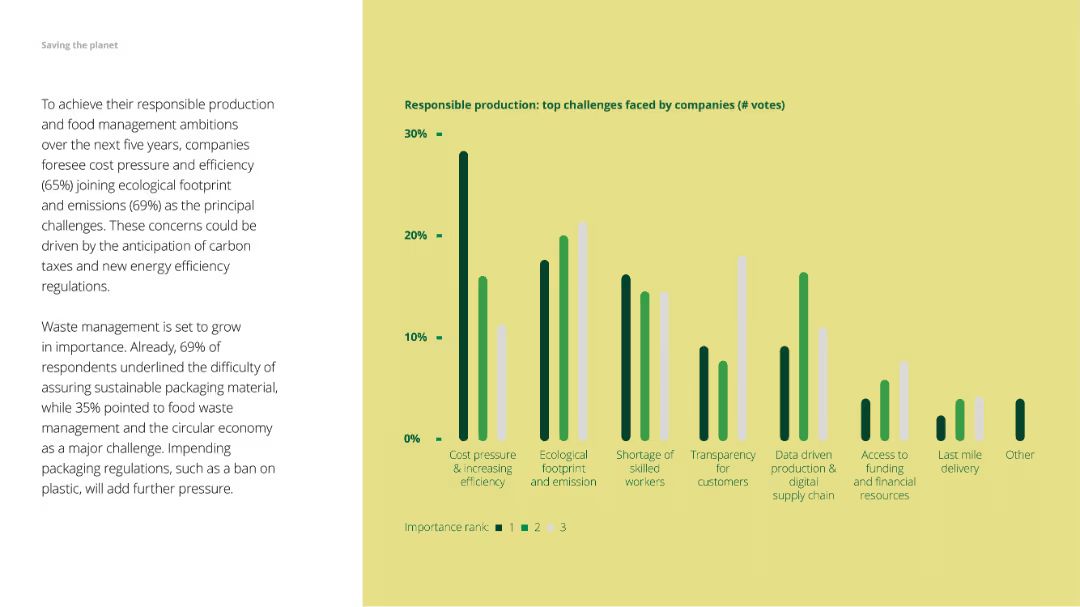 Saving the planet
To achieve their responsible production
and food management ambitions
over the next five years, companies
foresee cost pressure and efficiency
(65%) joining ecological footprint
and emissions (69%) as the principal
challenges. These concerns could be
driven by the anticipation of carbon
taxes and new energy efficiency
regulations.
Waste management is set to grow
in importance. Already, 69% of
respondents underlined the difficulty of
assuring sustainable packaging material,
while 35% pointed to food waste
management and the circular economy
as a major challenge. Impending
packaging regulations, such as a ban on
plastic, will add further pressure.
Responsible production: top challenges faced by companies (# votes)
30%
20%
10%
0%
Cost pressure
& increasing
efficiency
Ecological
footprint
and emission
Shortage of
skilled
workers
Transparency
for
customers
Data driven
production &
digital
supply chain
Access to
funding
and financial
resources
Last mile
delivery
Other
Importance rank: 1 2 3